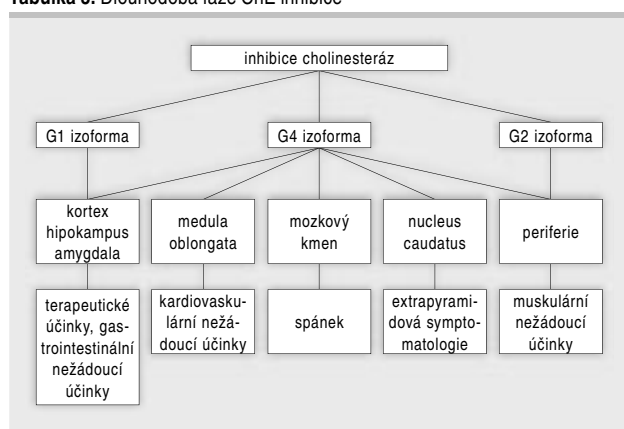 Tabulka 3. Dlouhodobá fáze ChE inhibice
inhibice cholinesteráz
G1 izoforma
G4 izoforma
G2 izoforma
kortex
hipokampus
amygdala
medula
oblongata
mozkový
kmen
nucleus
caudatus
periferie
terapeutické
účinky, gas-
trointestinální
nežádoucí
účinky
kardiovasku-
lární nežá-
doucí účinky
spánek
extrapyrami-
dová sympto-
matologie
muskulární
nežádoucí
účinky